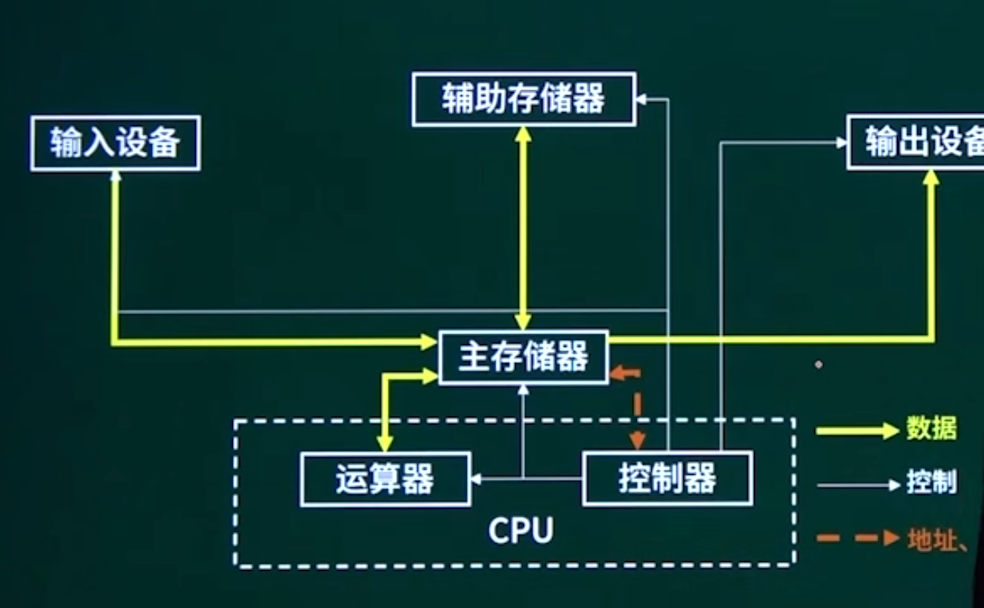 辅助存储器
输入设备
输出设备
主存储器
数据
运算器
控制器
控制
CPU
地址、